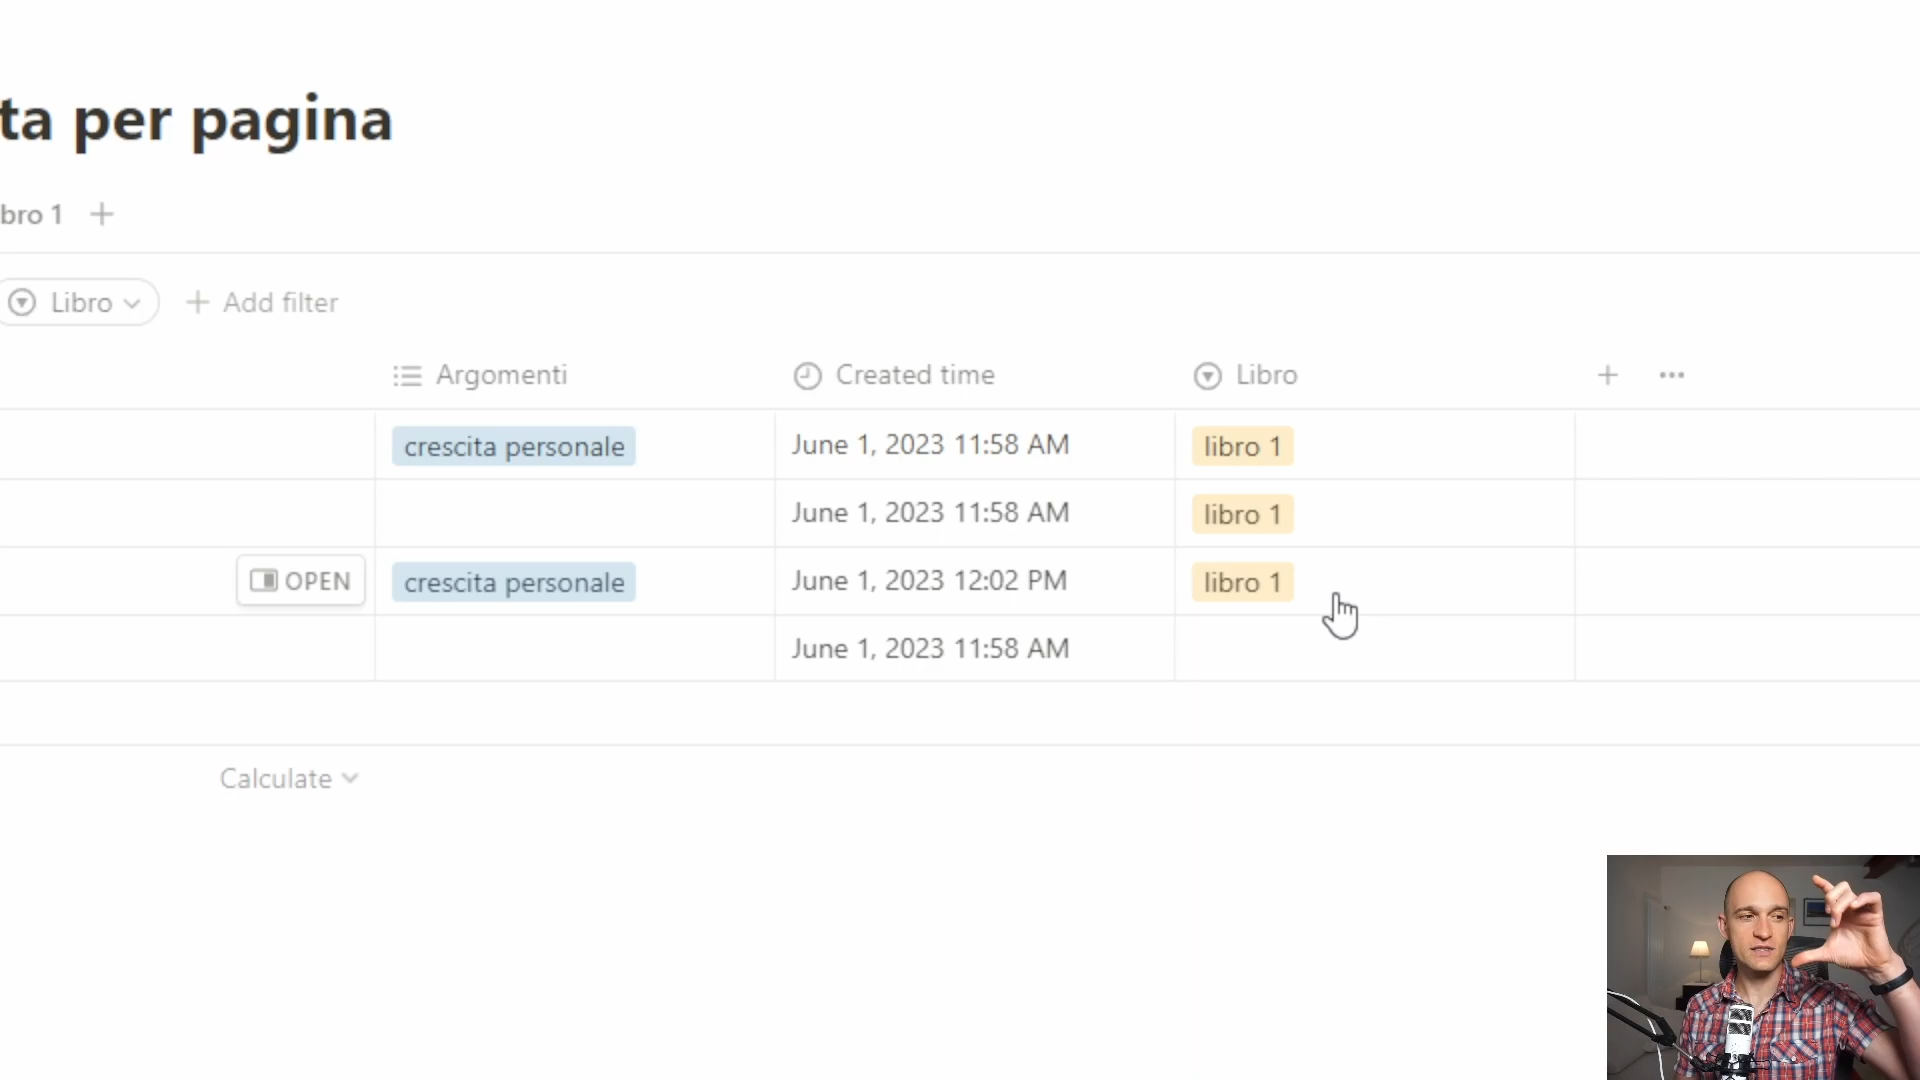 ta per pagina
bro 1
Libro Add filter
Argomenti Created time Libro
crescita personale June 1, 2023 11:58 AM libro 1
June 1, 2023 11:58 AM libro 1
OPEN crescita personale June 1, 2023 12:02 PM libro 1
June 1, 2023 11:58 AM
Calculate